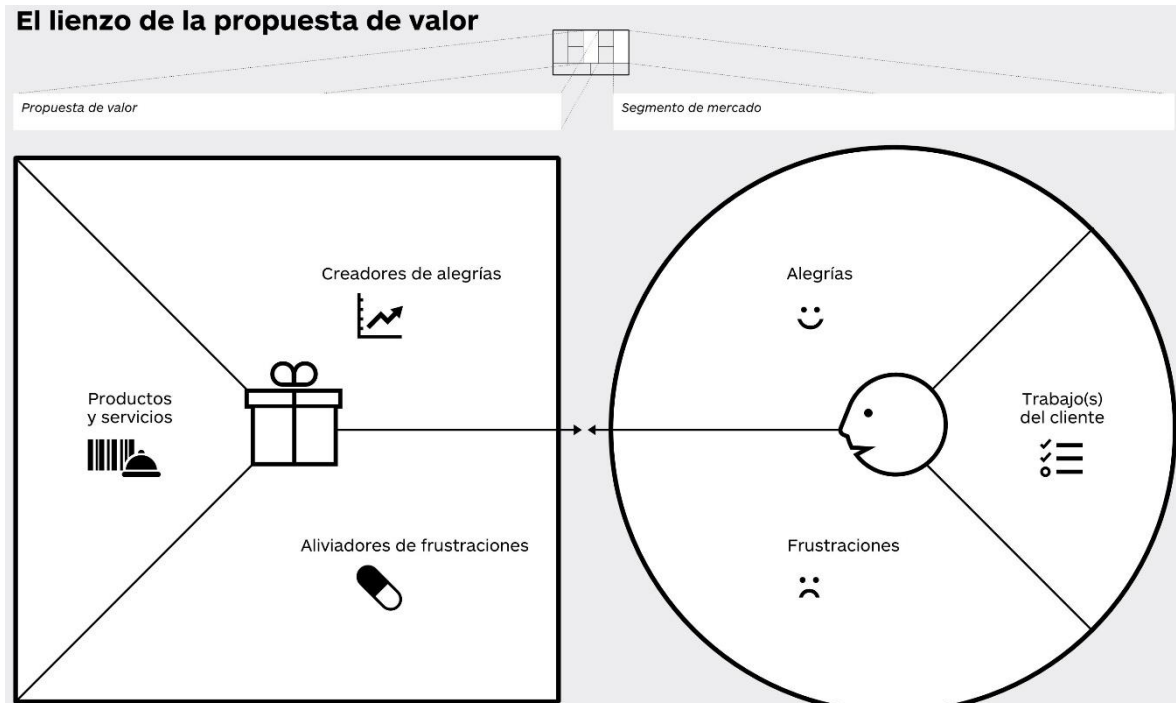 El lienzo de la propuesta de valor
Propuesta de valor
Segmento de mercado
Creadores de alegrías
Alegrías
Productos
y servicios
Trabajo(s)
del cliente
Aliviadores de frustraciones
Frustraciones